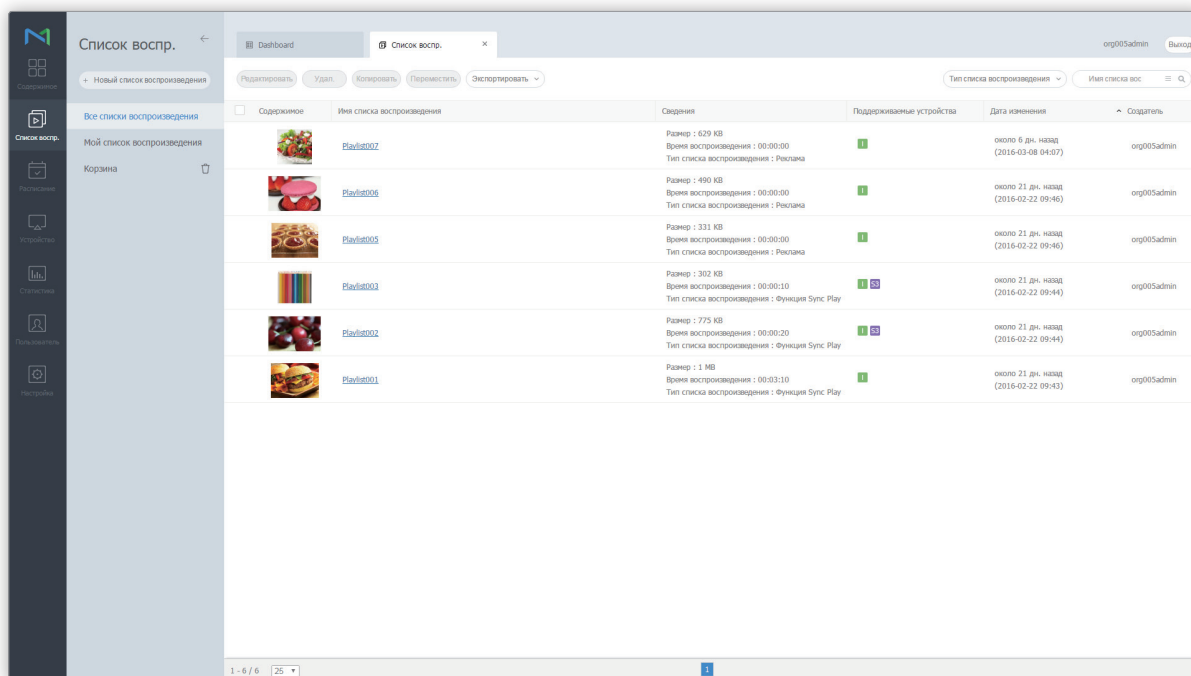 Список воспр.
+ Новый список воспроизведения
Все списки воспроизведения
Мой список воспроизведения
Корзина
Содержимое
Список воспр.
Расписание
Устройство
Статистика
Пользователь
Настройки
Dashboard
Список воспр. ×
org005admin Выход
Редактировать Удал. Копировать Переместить Экспортировать
Тип списка воспроизведения Имя списка вос
Содержимое Имя списка воспроизведения Сведения Поддерживаемые устройства Дата изменения Создатель
Playlist007
Размер : 629 KB
Время воспроизведения : 00:00:00
Тип списка воспроизведения : Реклама
I
около 6 дн. назад
(2016-03-08 04:07)
org005admin
Playlist006
Размер : 490 KB
Время воспроизведения : 00:00:00
Тип списка воспроизведения : Реклама
I
около 21 дн. назад
(2016-02-22 09:46)
org005admin
Playlist005
Размер : 331 KB
Время воспроизведения : 00:00:00
Тип списка воспроизведения : Реклама
I
около 21 дн. назад
(2016-02-22 09:46)
org005admin
Playlist003
Размер : 302 KB
Время воспроизведения : 00:00:10
Тип списка воспроизведения : Функция Sync Play
I S3
около 21 дн. назад
(2016-02-22 09:44)
org005admin
Playlist002
Размер : 775 KB
Время воспроизведения : 00:00:20
Тип списка воспроизведения : Функция Sync Play
I S3
около 21 дн. назад
(2016-02-22 09:44)
org005admin
Playlist001
Размер : 1 MB
Время воспроизведения : 00:03:10
Тип списка воспроизведения : Функция Sync Play
I
около 21 дн. назад
(2016-02-22 09:43)
org005admin
1 - 6 / 6 25
1